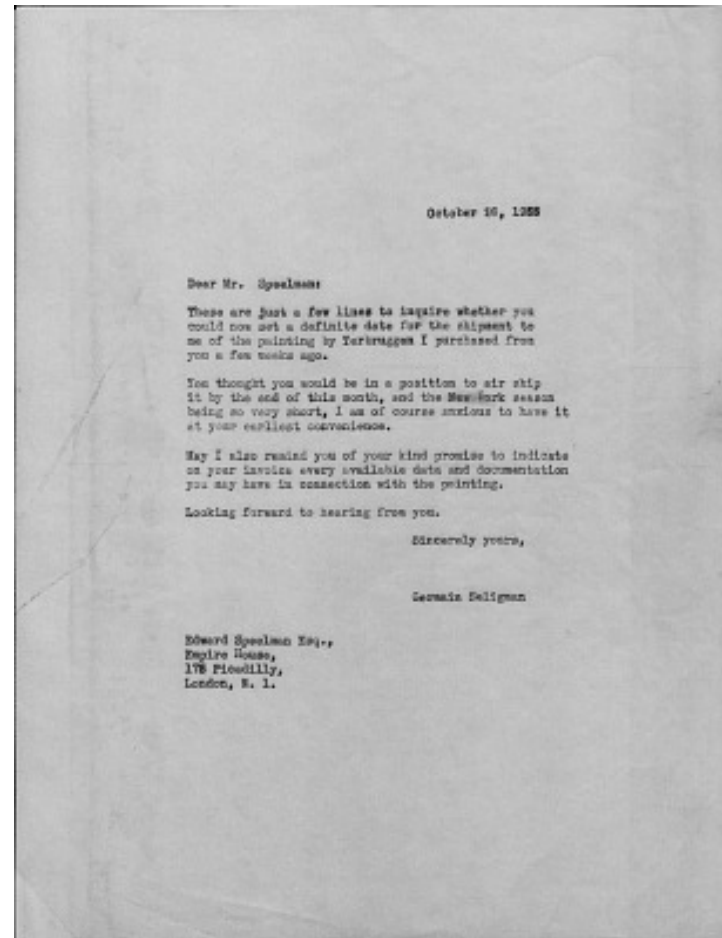 October 26, 1955
Dear Mr. Speelman:
These are just a few lines to inquire whether you
could now set a definite date for the shipment to
me of the painting by Terbruggen I purchased from
you a few weeks ago.
You thought you would be in a position to air ship
it by the end of this month, and the New York season
being so very short, I am of course anxious to have it
at your earliest convenience.
May I also remind you of your kind promise to indicate
on your invoice every available data and documentation
you may have in connection with the painting.
Looking forward to hearing from you.
Sincerely yours,
Germain Seligman
Edward Speelman Esq.,
Empire House,
175 Picadilly,
London, W. 1.